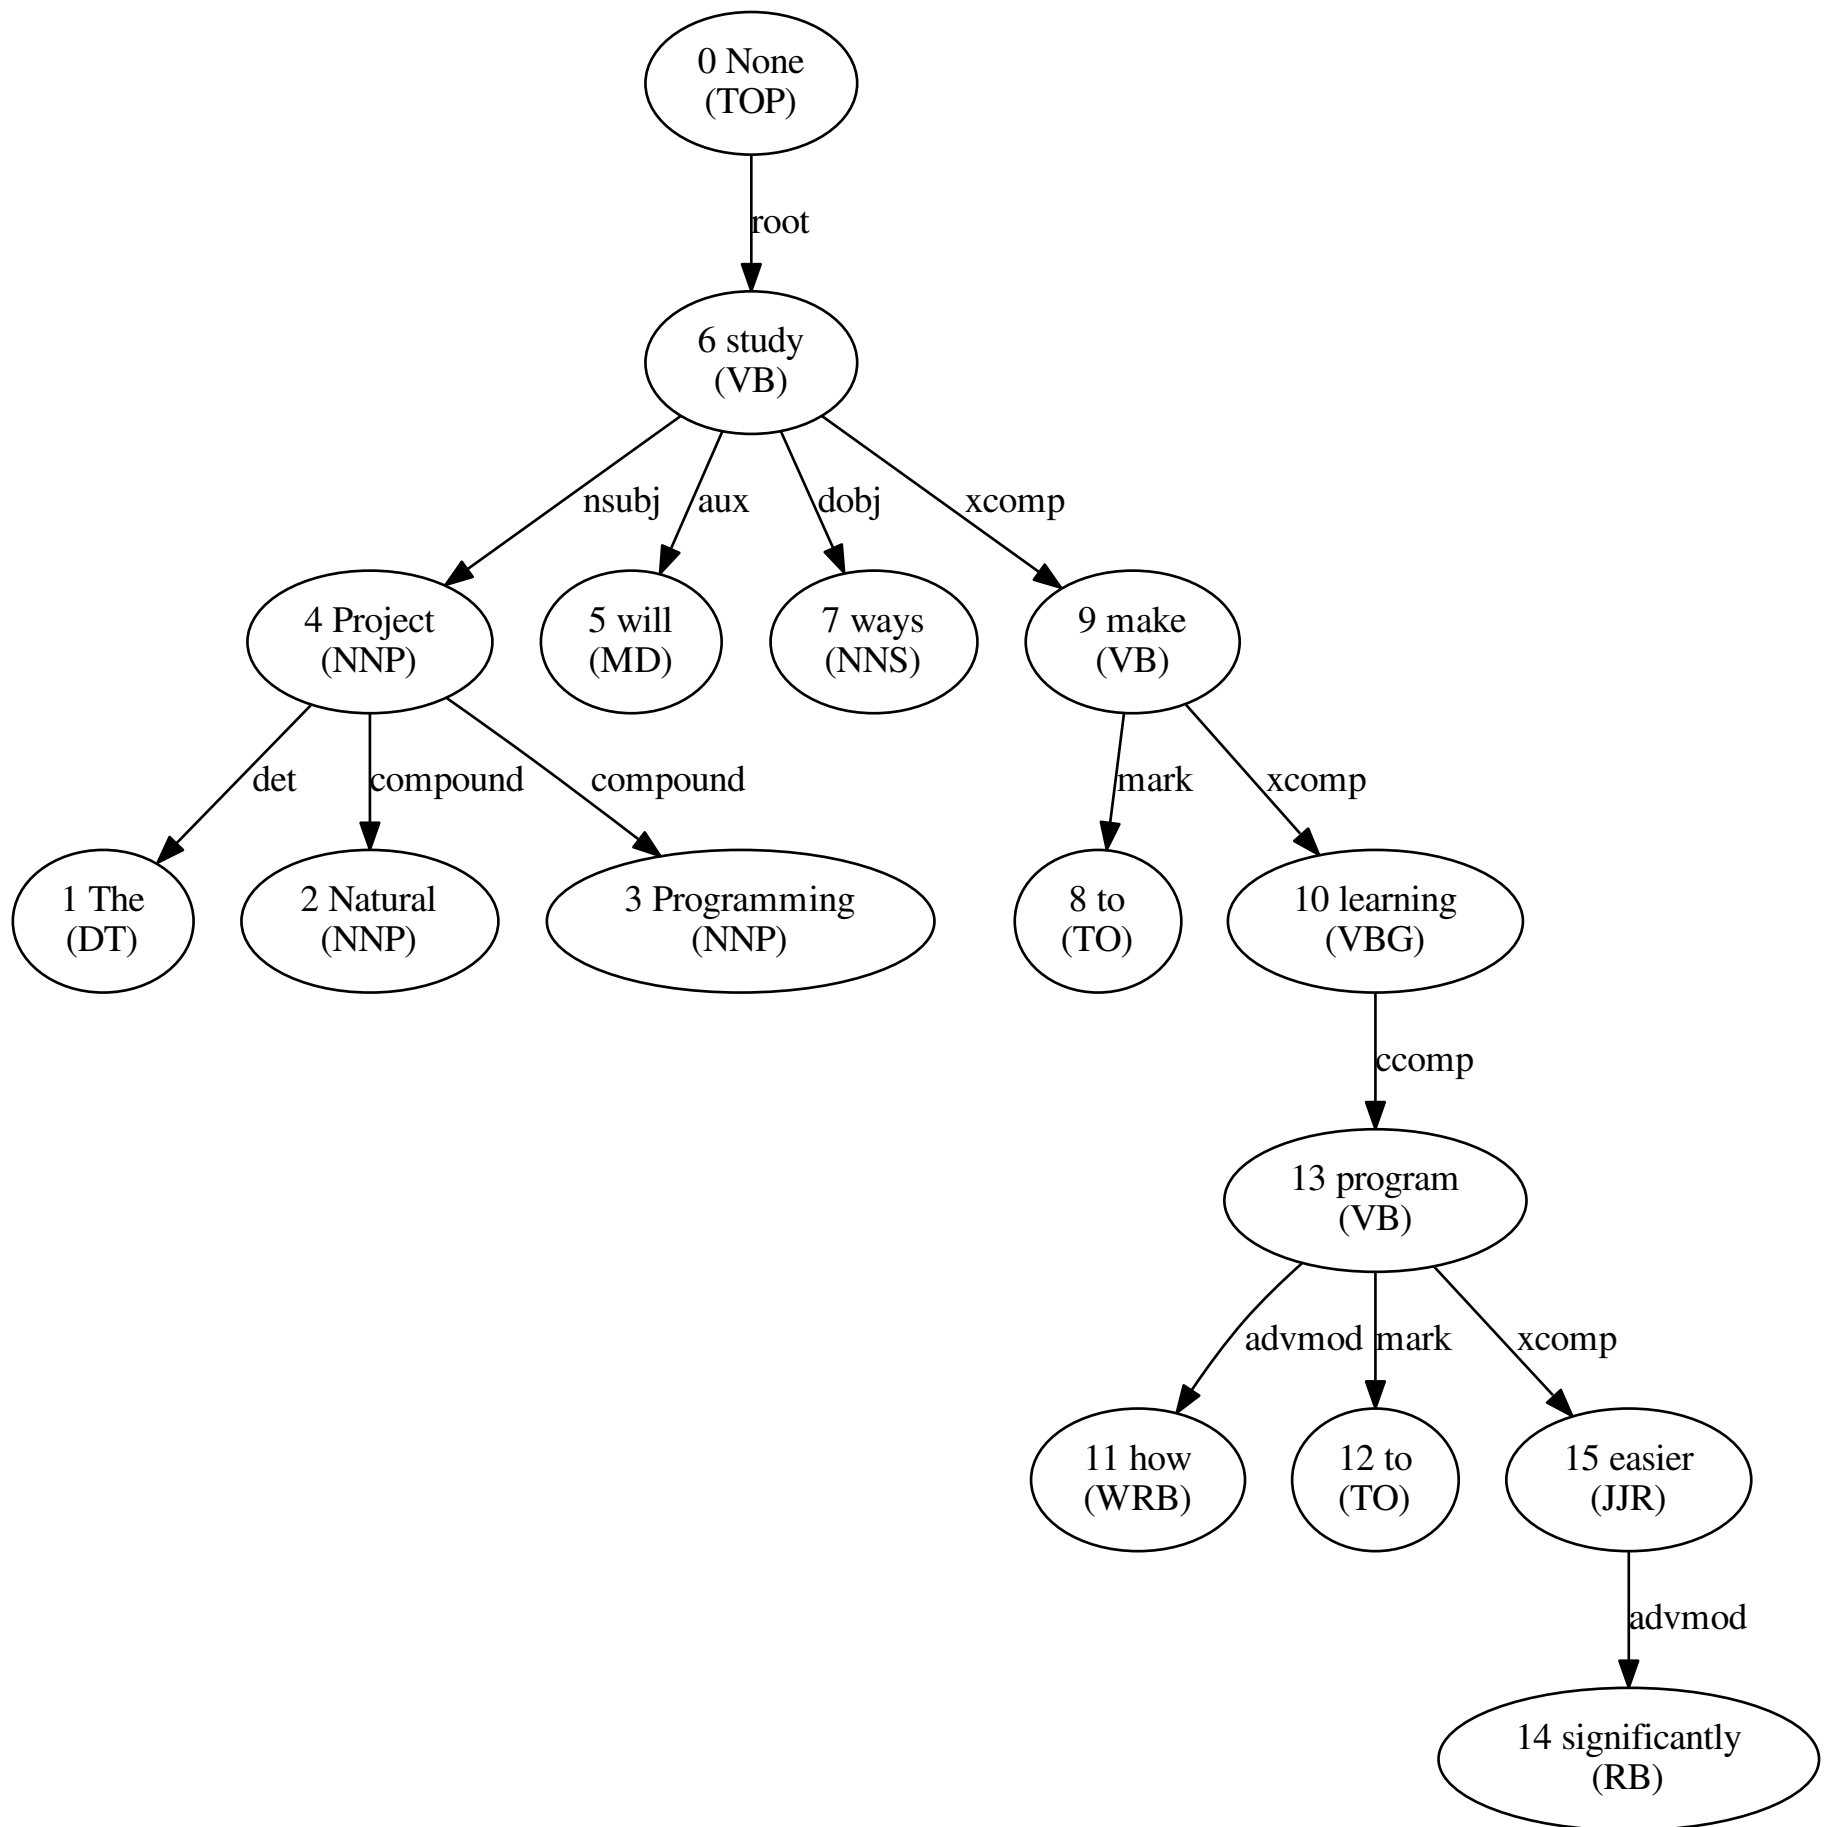 0 None
(TOP)
root
6 study
(VB)
nsubj
aux
dobj
xcomp
4 Project
(NNP)
5 will
(MD)
7 ways
(NNS)
9 make
(VB)
det
compound
compound
mark
xcomp
1 The
(DT)
2 Natural
(NNP)
3 Programming
(NNP)
8 to
(TO)
10 learning
(VBG)
ccomp
13 program
(VB)
advmod
mark
xcomp
11 how
(WRB)
12 to
(TO)
15 easier
(JJR)
advmod
14 significantly
(RB)